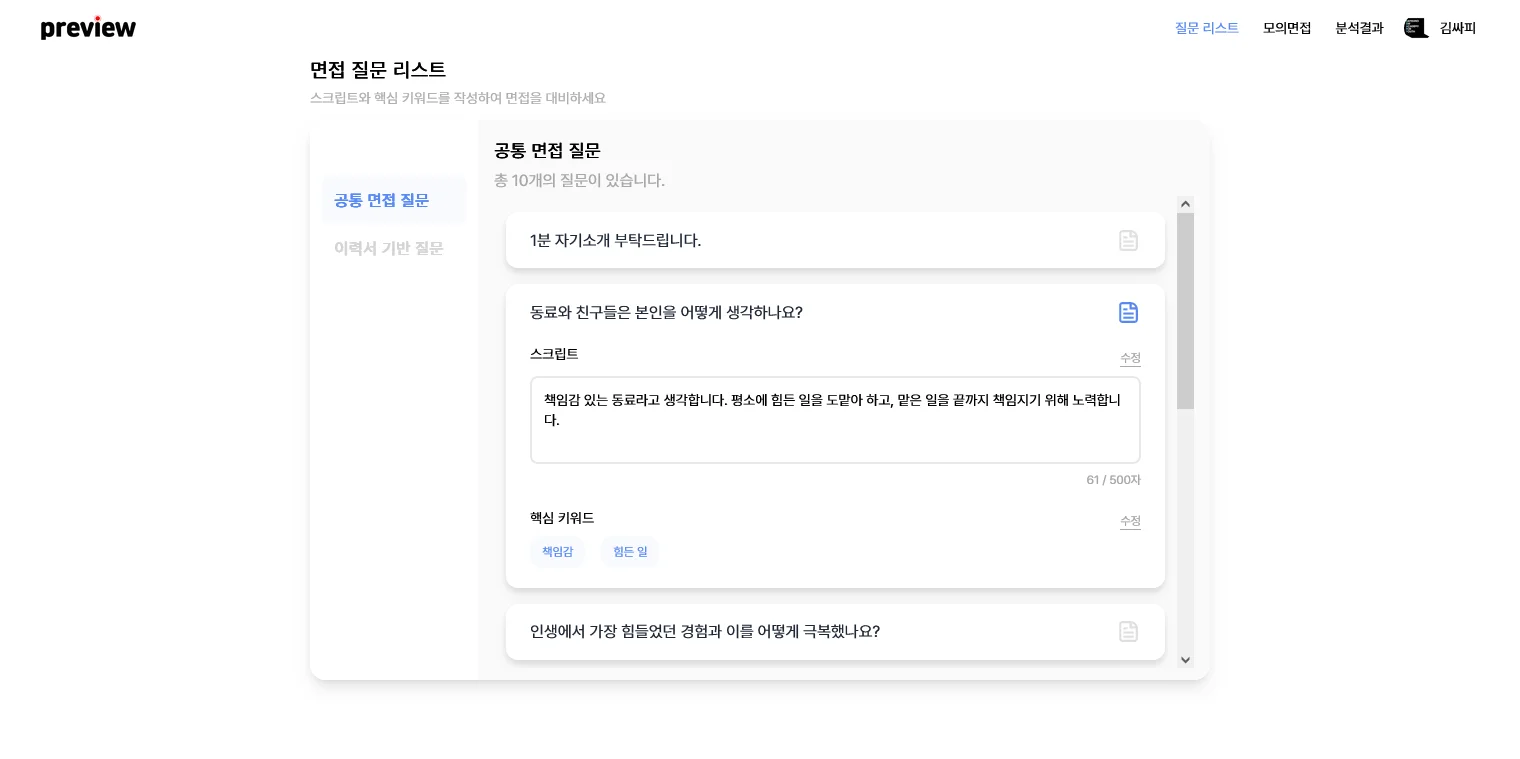 preview
질문 리스트
모의면접
분석결과
김싸피
면접 질문 리스트
스크립트와 핵심 키워드를 작성하여 면접을 대비하세요
공통 면접 질문
이력서 기반 질문
공통 면접 질문
총 10개의 질문이 있습니다.
1분 자기소개 부탁드립니다.
동료와 친구들은 본인을 어떻게 생각하나요?
스크립트
수정
책임감 있는 동료라고 생각합니다. 평소에 힘든 일을 도맡아 하고, 맡은 일을 끝까지 책임지기 위해 노력합니
다.
61 / 500자
핵심 키워드
수정
책임감
힘든 일
인생에서 가장 힘들었던 경험과 이를 어떻게 극복했나요?